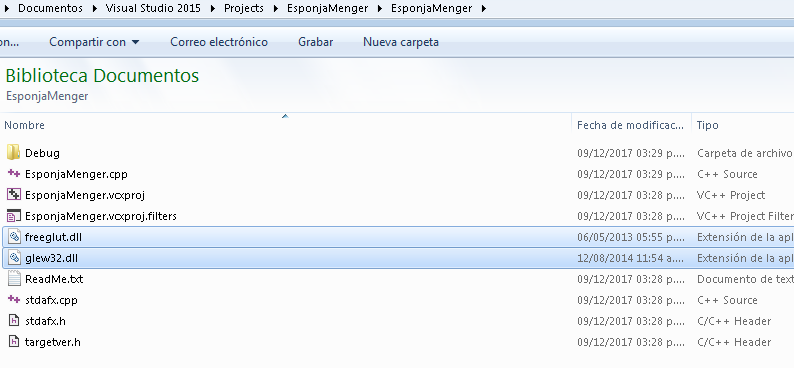 Documentos Visual Studio 2015 Projects EsponjaMenger EsponjaMenger
on... Compartir con Correo electrónico Grabar Nueva carpeta
Biblioteca Documentos
EsponjaMenger
Nombre Fecha de modificac... Tipo
Debug 09/12/2017 03:29 p.... Carpeta de archivo
EsponjaMenger.cpp 09/12/2017 03:29 p.... C++ Source
EsponjaMenger.vcxproj 09/12/2017 03:28 p.... VC++ Project
EsponjaMenger.vcxproj.filters 09/12/2017 03:28 p.... VC++ Project Filter
freeglut.dll 06/05/2013 05:55 p.... Extensión de la apl
glew32.dll 12/08/2014 11:54 a.... Extensión de la apl
ReadMe.txt 09/12/2017 03:28 p.... Documento de text
stdafx.cpp 09/12/2017 03:28 p.... C++ Source
stdafx.h 09/12/2017 03:28 p.... C/C++ Header
targetver.h 09/12/2017 03:28 p.... C/C++ Header